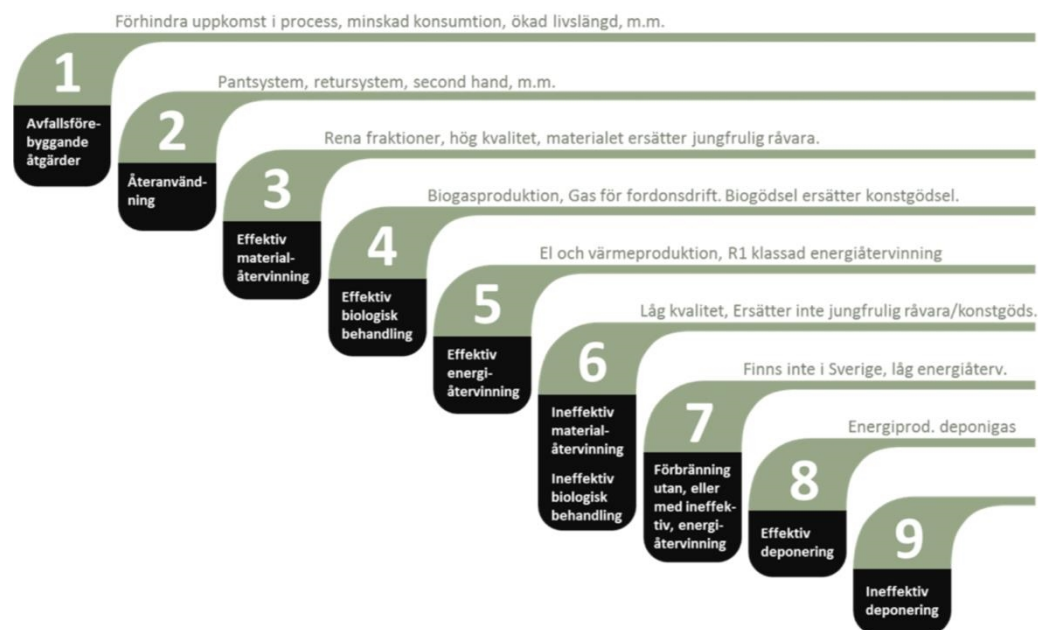 Förhindra uppkomst i process, minskad konsumtion, ökad livslängd, m.m.
1
Avfallsföre-
byggande
åtgärder
Pantsystem, retursystem, second hand, m.m.
2
Återanvänd-
ning
Rena fraktioner, hög kvalitet, materialet ersätter jungfrulig råvara.
3
Effektiv
material-
återvinning
Biogasproduktion, Gas för fordonsdrift. Biogödsel ersätter konstgödsel.
4
Effektiv
biologisk
behandling
El och värmeproduktion, R1 klassad energiåtervinning
5
Effektiv
energi-
återvinning
Låg kvalitet, Ersätter inte jungfrulig råvara/konstgöds.
6
Ineffektiv
material-
återvinning
Ineffektiv
biologisk
behandling
Finns inte i Sverige, låg energiåterv.
7
Förbränning
utan, eller
med ineffek-
tiv, energi-
återvinning
Energiprod. deponigas
8
Effektiv
deponering
9
Ineffektiv
deponering